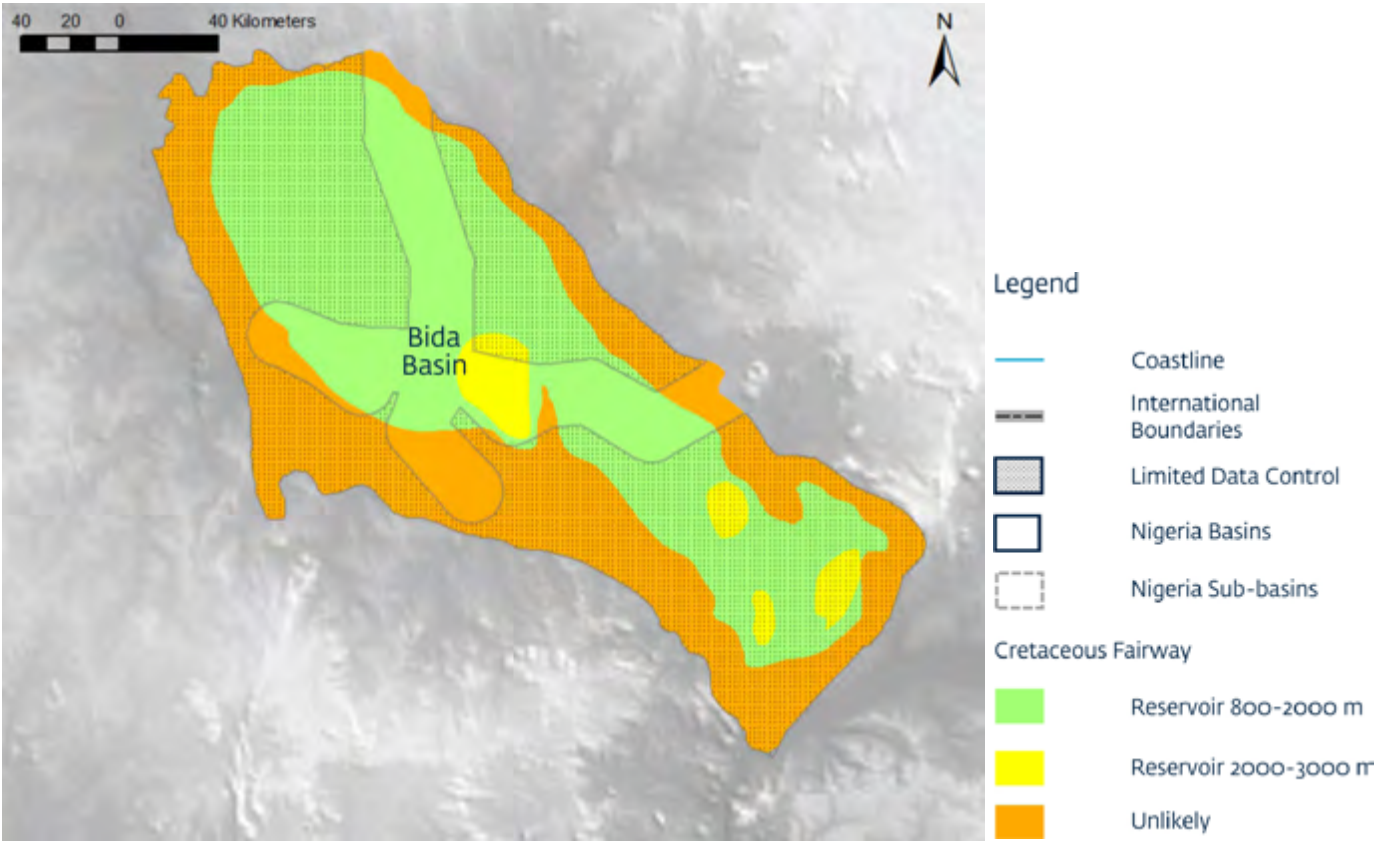 40 20 0 40 Kilometers
N
Bida
Basin
Legend
Coastline
International
Boundaries
Limited Data Control
Nigeria Basins
Nigeria Sub-basins
Cretaceous Fairway
Reservoir 800-2000 m
Reservoir 2000-3000 m
Unlikely